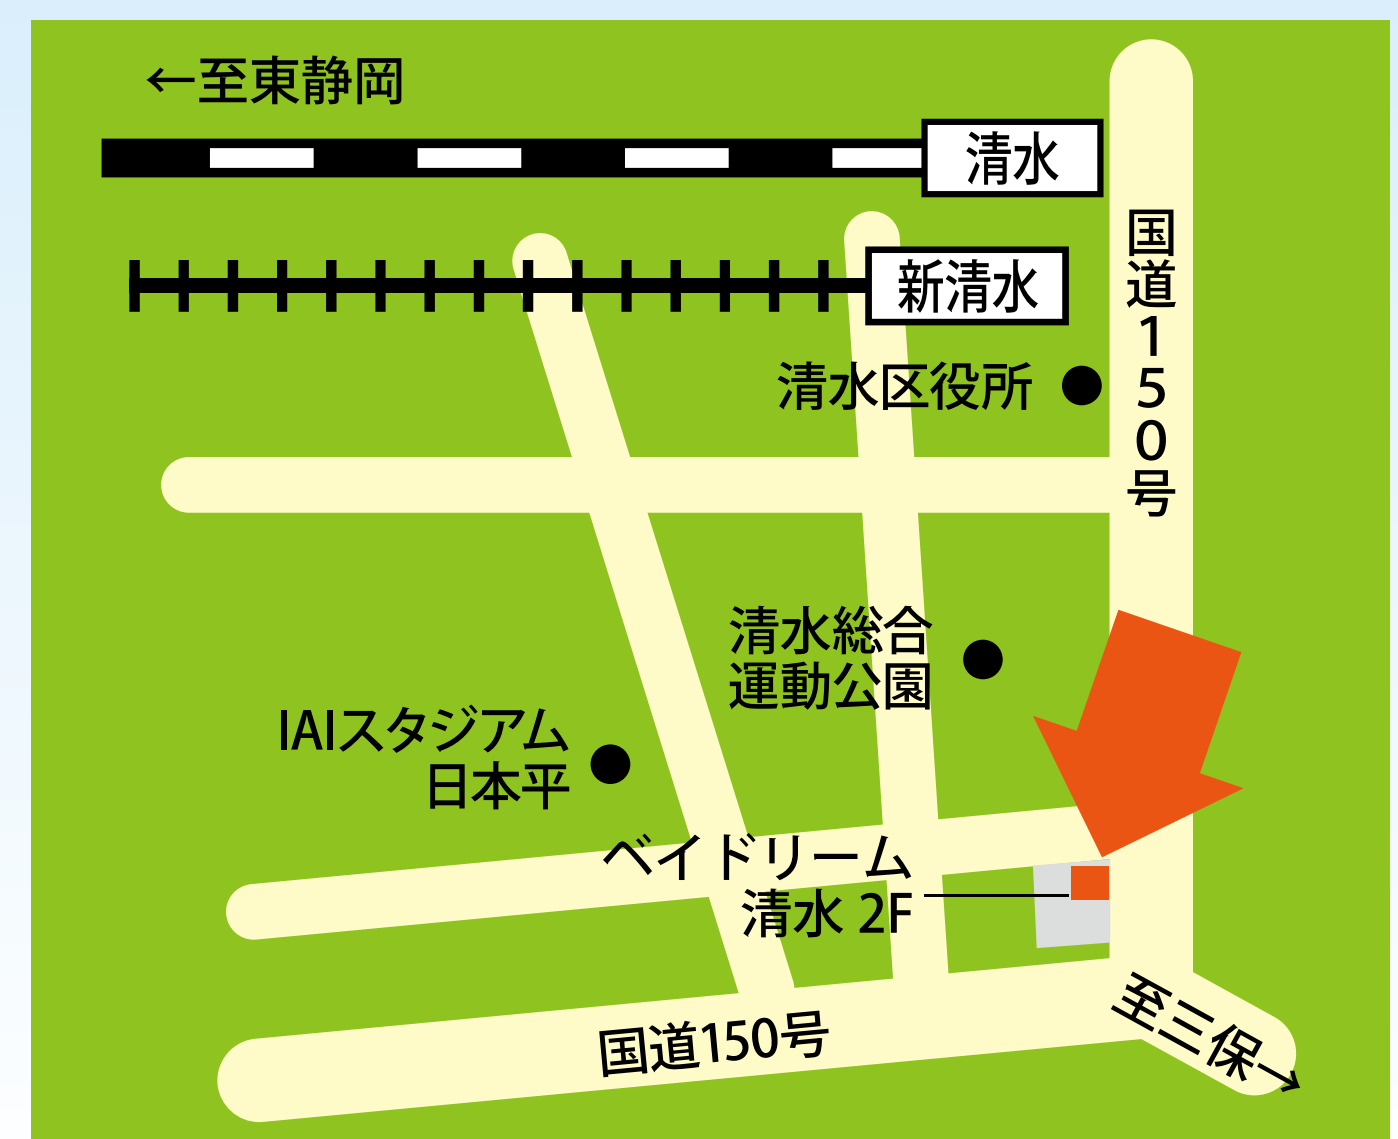 ←至東静岡
清水
新清水
国道150号
清水区役所
清水総合
運動公園
IAIスタジアム
日本平
ベイドリーム
清水 2F
国道150号
至三保→